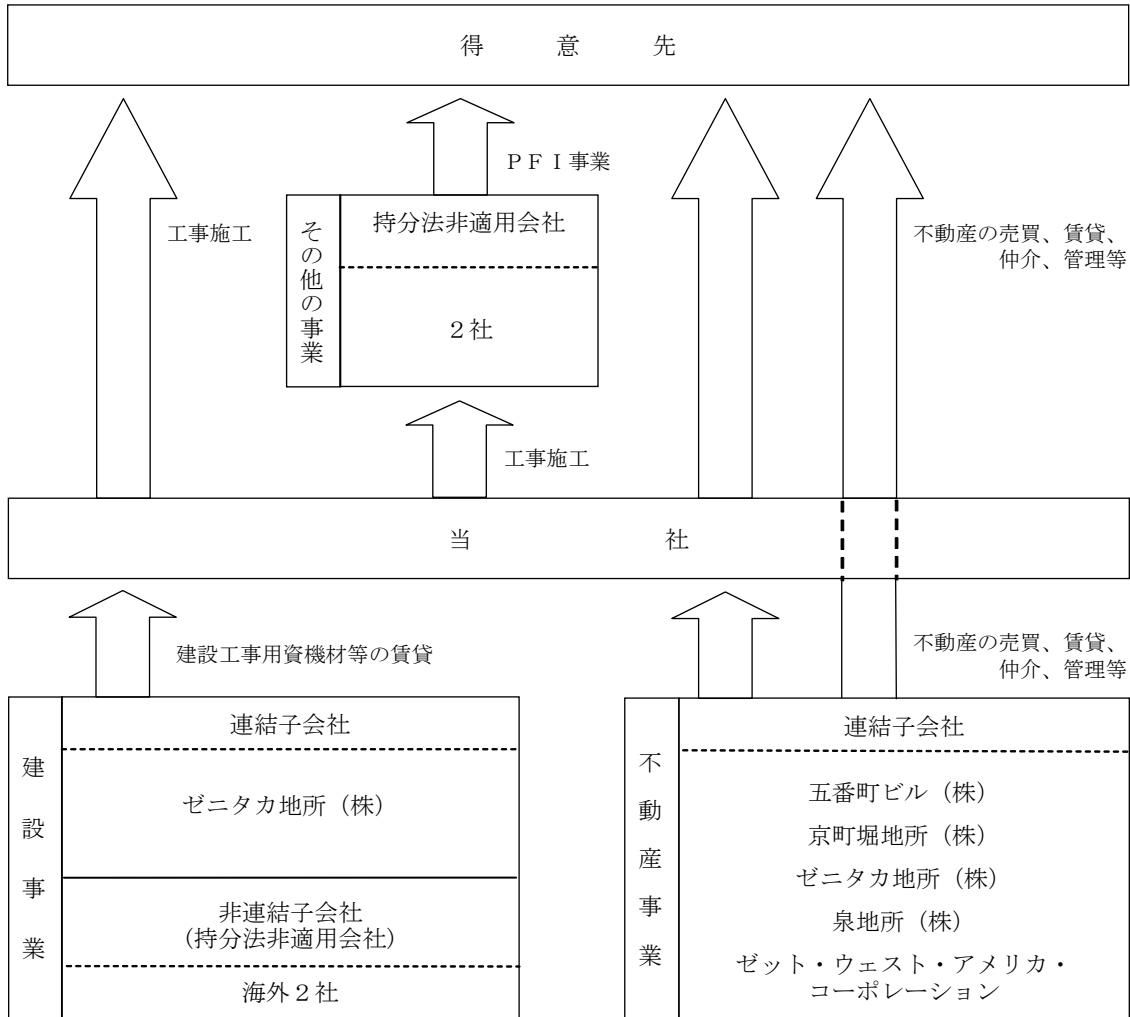 得意先
PFI事業
工事施工
その他の事業
持分法非適用会社
2社
不動産の売買、賃貸、
仲介、管理等
工事施工
当社
建設工事用資機材等の賃貸
不動産の売買、賃貸、
仲介、管理等
建設事業
連結子会社
ゼニタカ地所(株)
非連結子会社
(持分法非適用会社)
海外2社
不動産事業
連結子会社
五番町ビル(株)
京町堀地所(株)
ゼニタカ地所(株)
泉地所(株)
ゼット・ウェスト・アメリカ・
コーポレーション